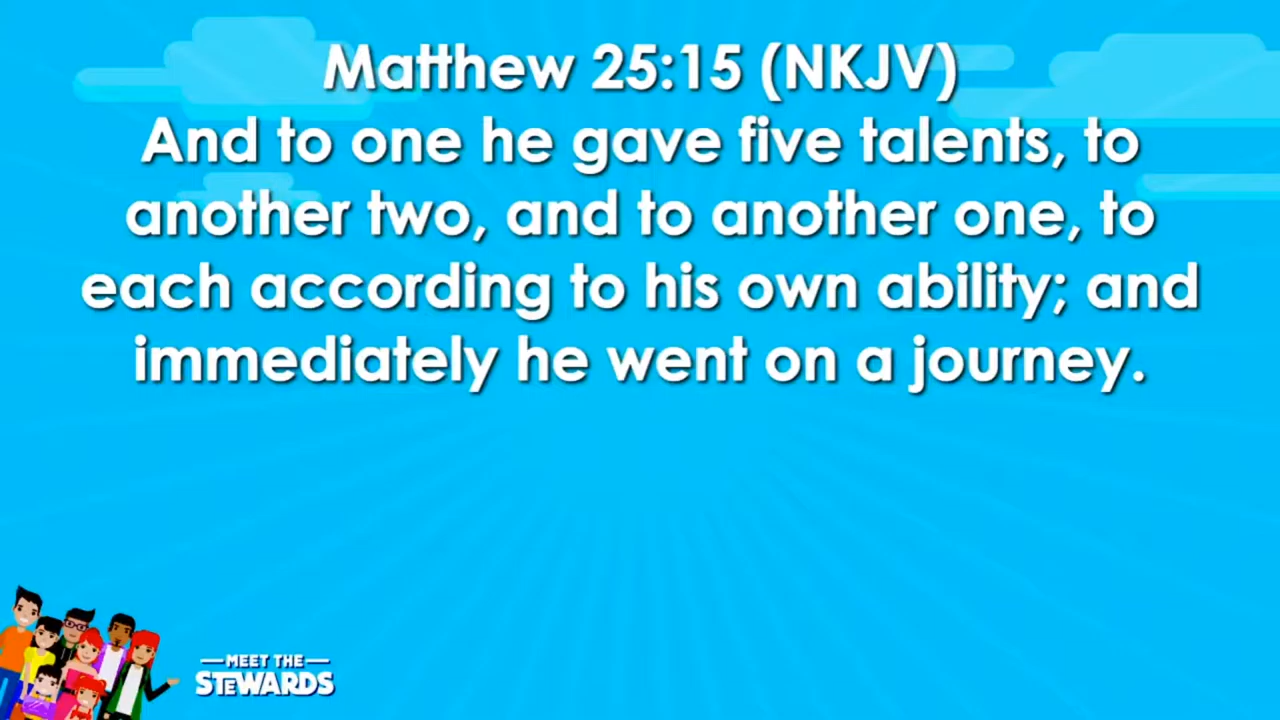 Matthew 25:15 (NKJV)
And to one he gave five talents, to
another two, and to another one, to
each according to his own ability; and
immediately he went on a journey.
MEET THE
STEWARDS